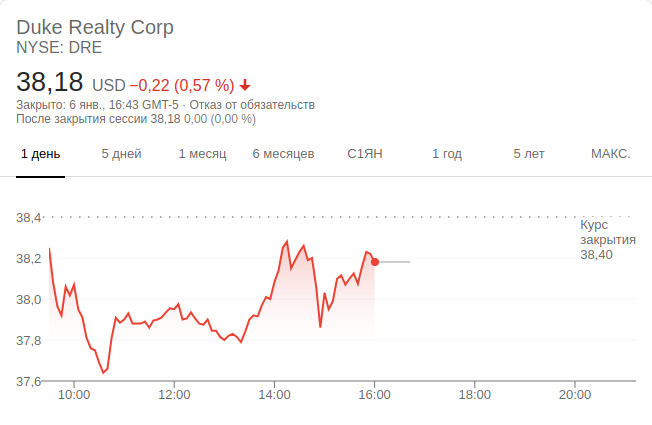 Duke Realty Corp
NYSE: DRE
38,18 USD −0,22 (0,57 %)
Закрыто: 6 янв., 16:43 GMT-5 · Отказ от обязательств
После закрытия сессии 38,18 0,00 (0,00 %)
1 день 5 дней 1 месяц 6 месяцев С1ЯН 1 год 5 лет МАКС.
38,4
Курс
закрытия
38,40
38,2
38,0
37,8
37,6
10:00 12:00 14:00 16:00 18:00 20:00